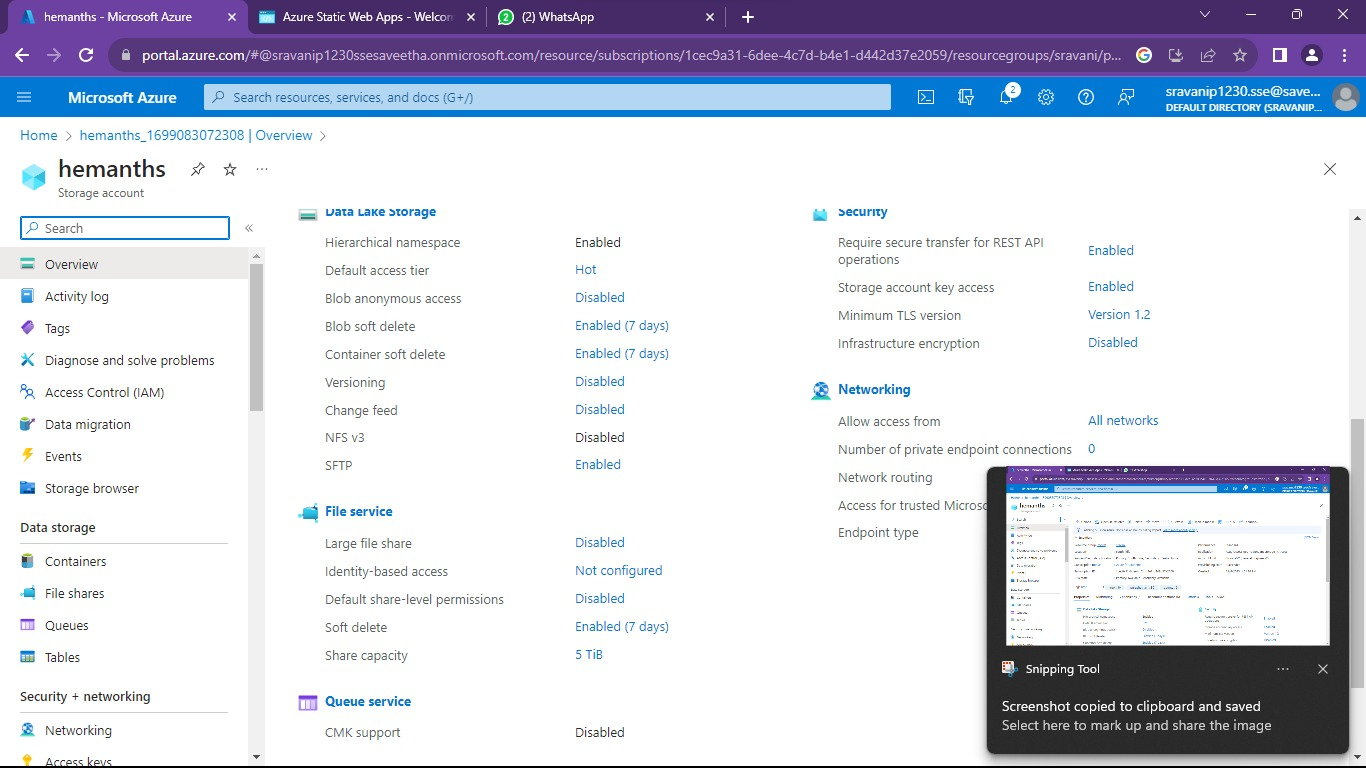 hemanths - Microsoft Azure
Azure Static Web Apps - Welcom
(2) WhatsApp
portal.azure.com/#@sravanip1230ssesaveetha.onmicrosoft.com/resource/subscriptions/1cec9a31-6dee-4c7d-b4e1-d442d37e2059/resourcegroups/sravani/p...
Microsoft Azure
Search resources, services, and docs (G+/)
2
sravanip1230.sse@save...
DEFAULT DIRECTORY (SRAVANIP...
Home > hemanths_1699083072308 | Overview >
hemanths
Storage account
Search
Overview
Activity log
Tags
Diagnose and solve problems
Access Control (IAM)
Data migration
Events
Storage browser
Data storage
Containers
File shares
Queues
Tables
Security + networking
Networking
Access keys
Data Lake Storage
Hierarchical namespace Enabled
Default access tier Hot
Blob anonymous access Disabled
Blob soft delete Enabled (7 days)
Container soft delete Enabled (7 days)
Versioning Disabled
Change feed Disabled
NFS v3 Disabled
SFTP Enabled
File service
Large file share Disabled
Identity-based access Not configured
Default share-level permissions Disabled
Soft delete Enabled (7 days)
Share capacity 5 TiB
Queue service
CMK support Disabled
Security
Require secure transfer for REST API
operations Enabled
Storage account key access Enabled
Minimum TLS version Version 1.2
Infrastructure encryption Disabled
Networking
Allow access from All networks
Number of private endpoint connections 0
Network routing
Access for trusted Microso
Endpoint type
Snipping Tool
Screenshot copied to clipboard and saved
Select here to mark up and share the image